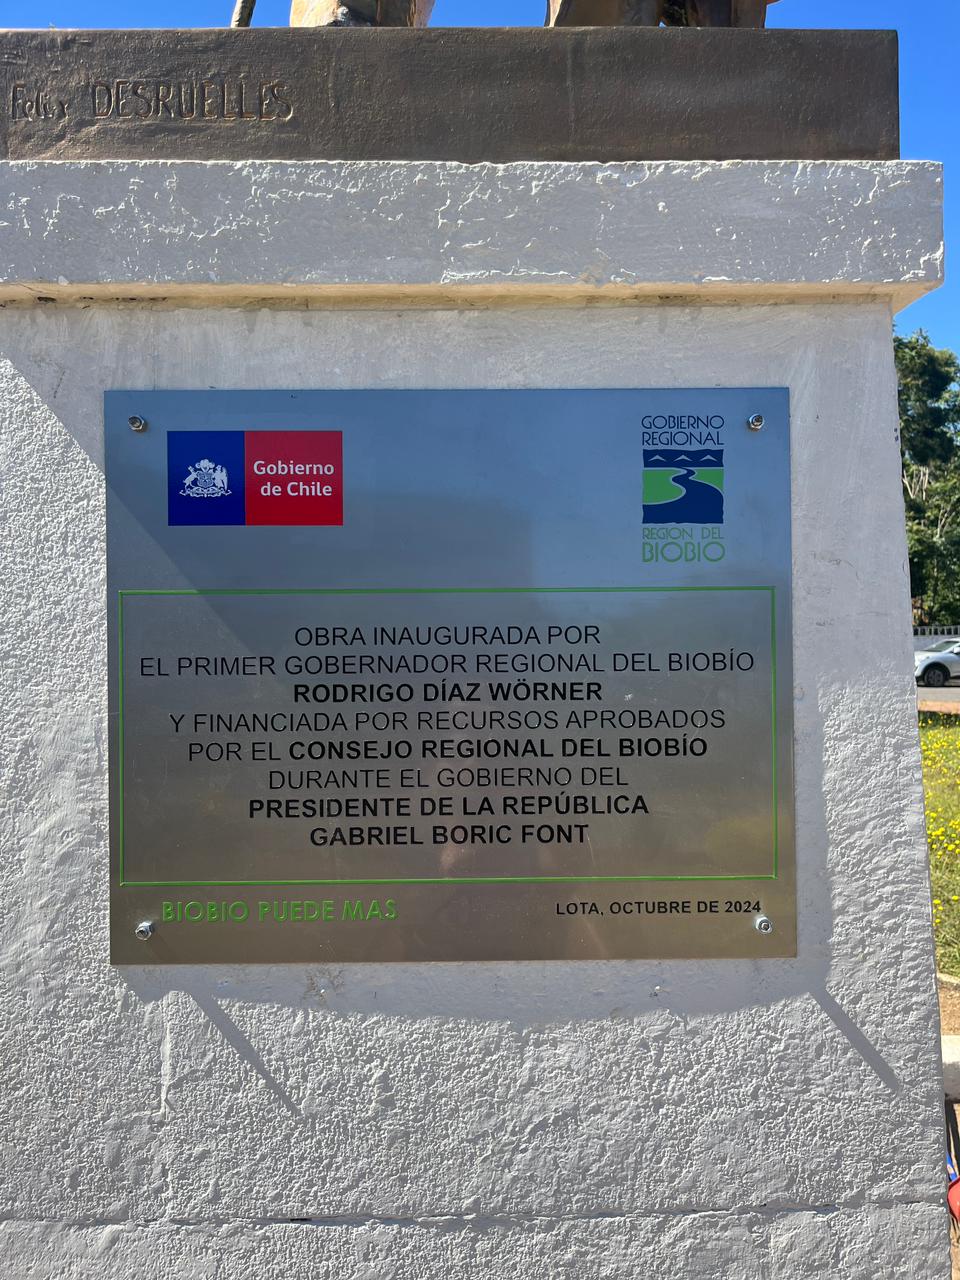 Felix DESRUELLES
Gobierno
de Chile
GOBIERNO
REGIONAL
REGION DEL
BIOBIO
OBRA INAUGURADA POR
EL PRIMER GOBERNADOR REGIONAL DEL BIOBÍO
RODRIGO DÍAZ WÖRNER
Y FINANCIADA POR RECURSOS APROBADOS
POR EL CONSEJO REGIONAL DEL BIOBÍO
DURANTE EL GOBIERNO DEL
PRESIDENTE DE LA REPÚBLICA
GABRIEL BORIC FONT
BIOBIO PUEDE MAS
LOTA, OCTUBRE DE 2024